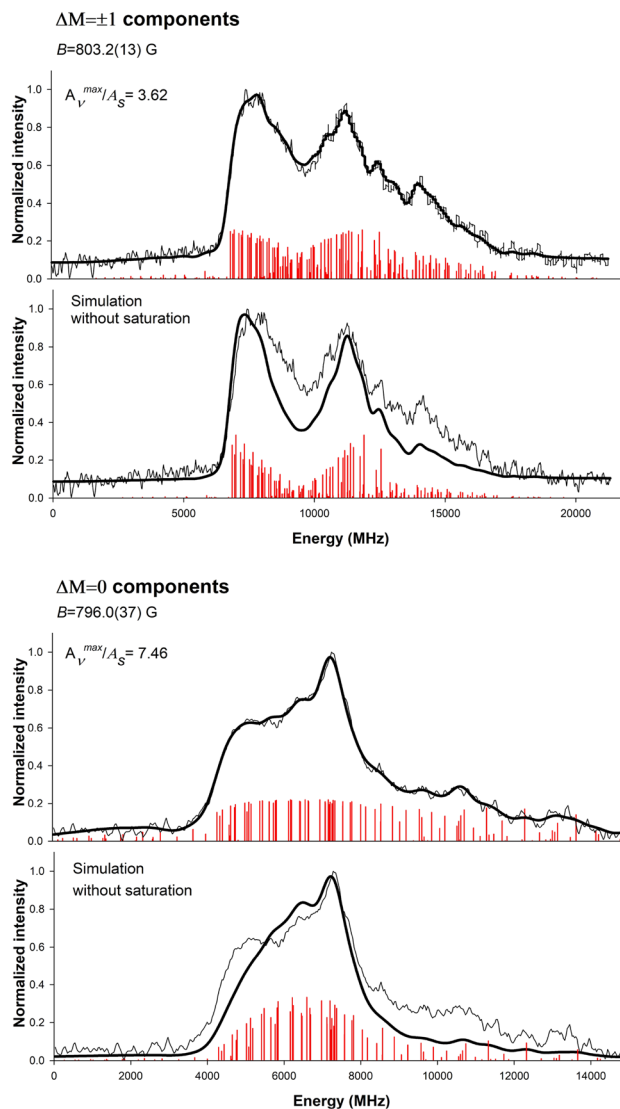 ΔM=±1 components
B=803.2(13) G
Aν^max/AS= 3.62
Normalized intensity
1.0
0.8
0.6
0.4
0.2
0.0
Simulation
without saturation
Normalized intensity
1.0
0.8
0.6
0.4
0.2
0.0
0 5000 10000 15000 20000
Energy (MHz)
ΔM=0 components
B=796.0(37) G
Aν^max/AS= 7.46
Normalized intensity
1.0
0.8
0.6
0.4
0.2
0.0
Simulation
without saturation
Normalized intensity
1.0
0.8
0.6
0.4
0.2
0.0
0 2000 4000 6000 8000 10000 12000 14000
Energy (MHz)